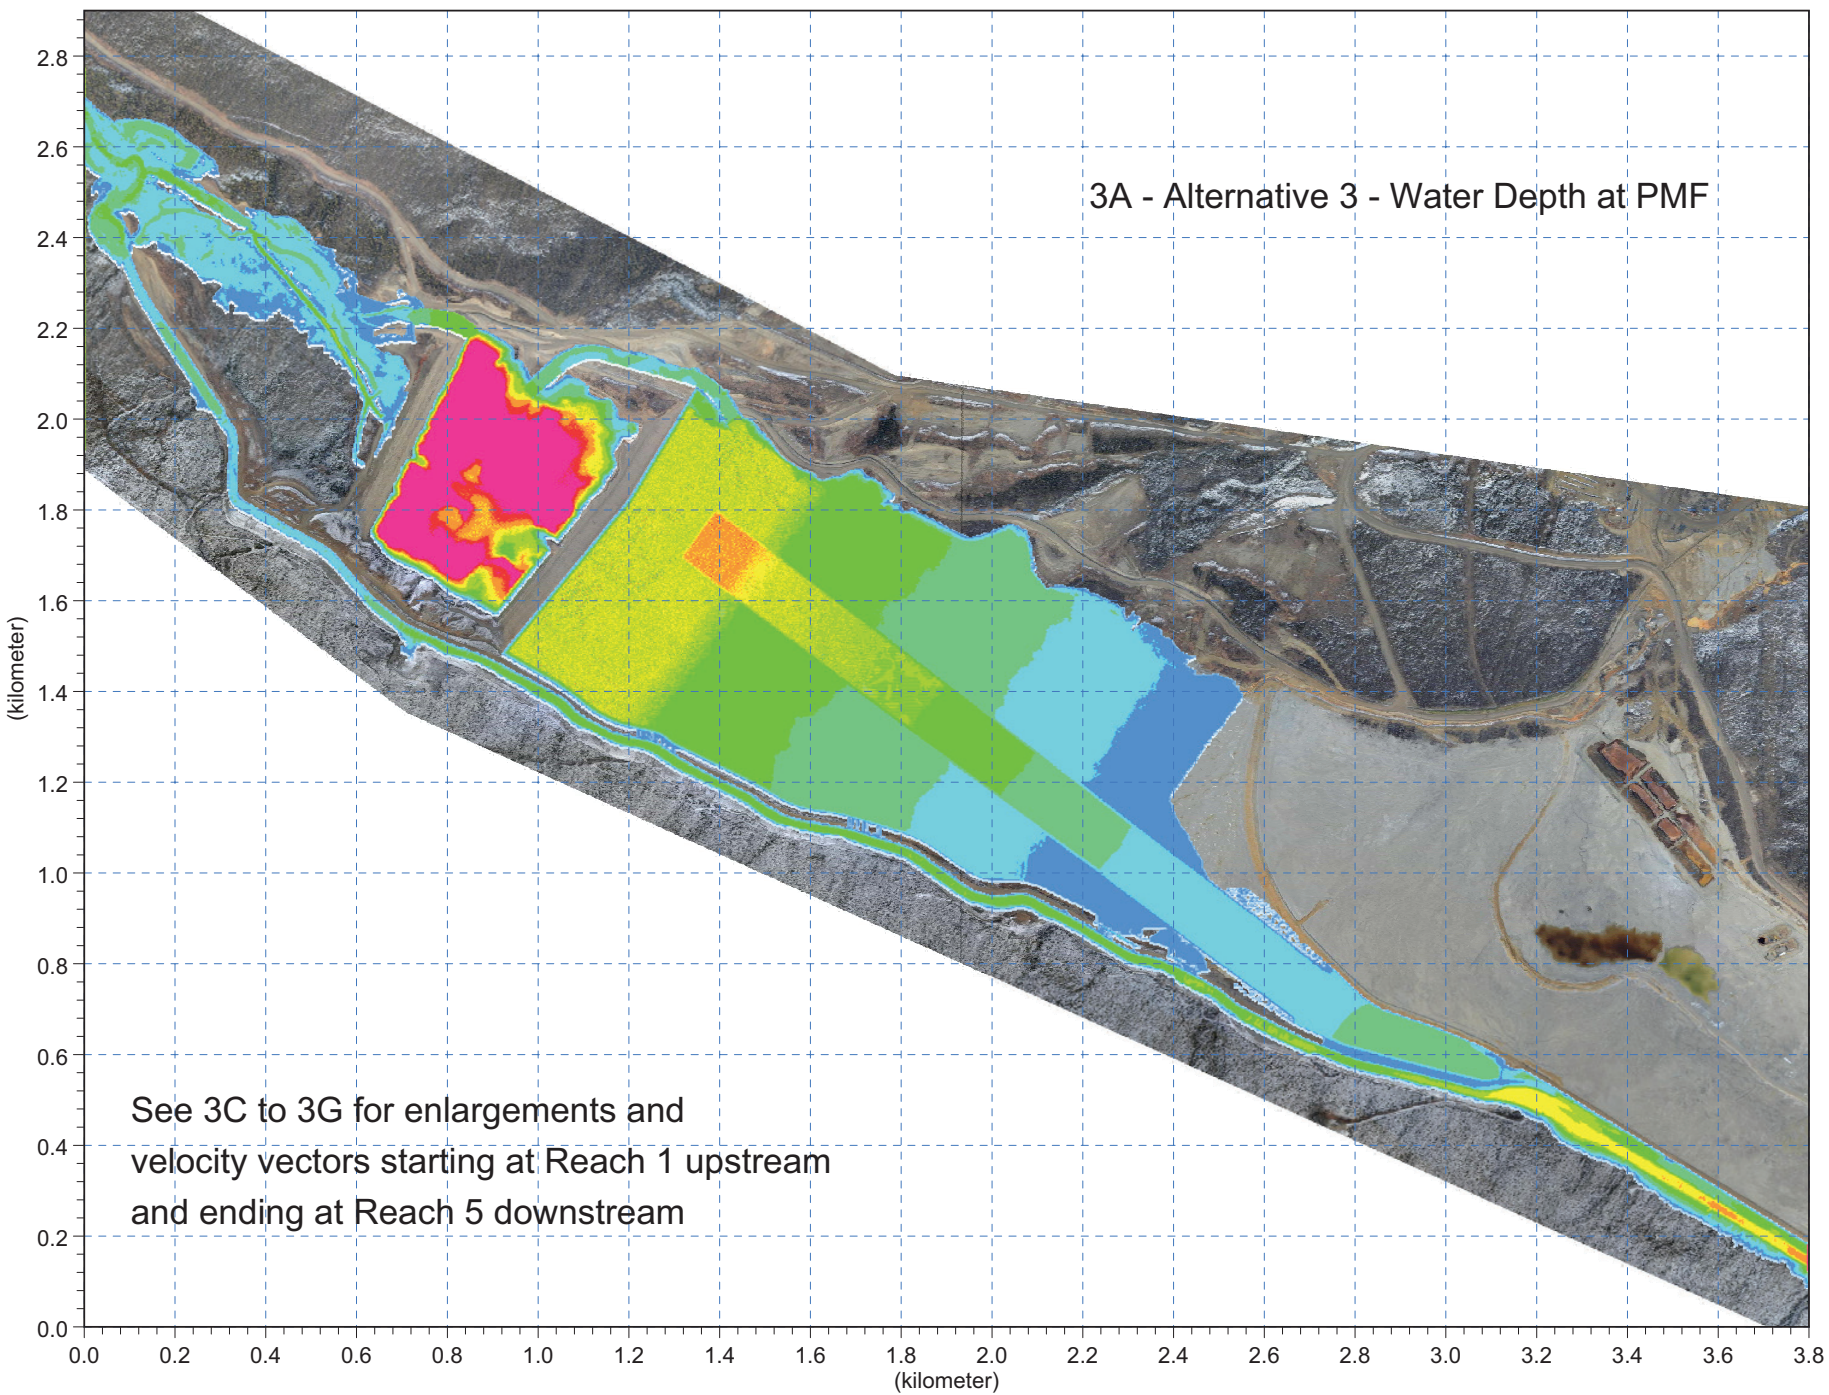 2.8
2.6
2.4
2.2
2.0
1.8
1.6
1.4
1.2
1.0
0.8
0.6
0.4
0.2
0.0
(kilometer)
3A - Alternative 3 - Water Depth at PMF
See 3C to 3G for enlargements and
velocity vectors starting at Reach 1 upstream
and ending at Reach 5 downstream
0.0 0.2 0.4 0.6 0.8 1.0 1.2 1.4 1.6 1.8 2.0 2.2 2.4 2.6 2.8 3.0 3.2 3.4 3.6 3.8
(kilometer)